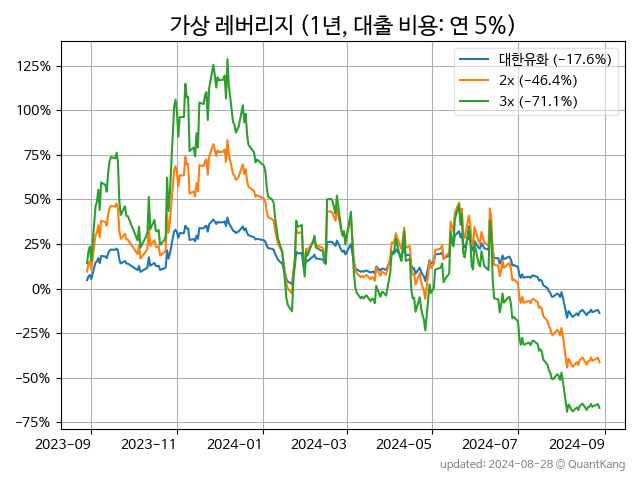 가상 레버리지 (1년, 대출 비용: 연 5%)
대한유화 (−17.6%)
2x (−46.4%)
3x (−71.1%)
125%
100%
75%
50%
25%
0%
−25%
−50%
−75%
2023-09 2023-11 2024-01 2024-03 2024-05 2024-07 2024-09
updated: 2024-08-28 © QuantKang